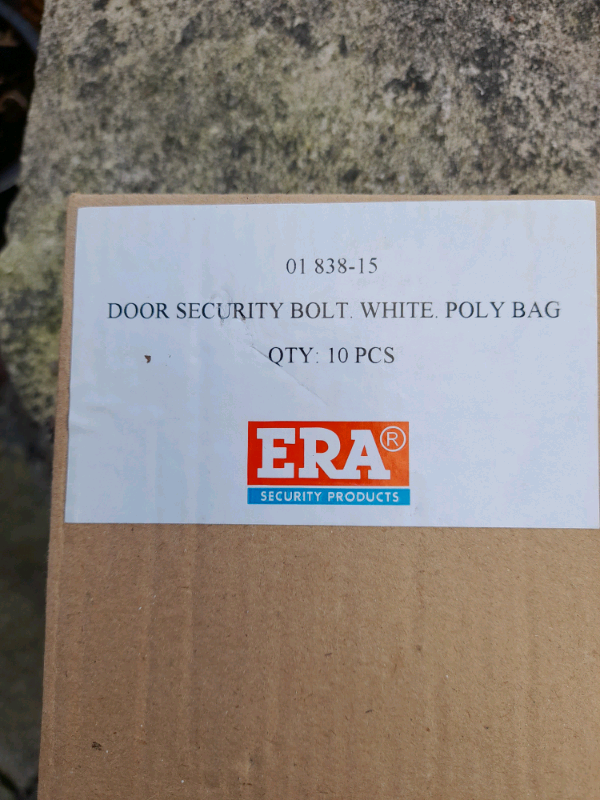 01 838-15
DOOR SECURITY BOLT. WHITE. POLY BAG
QTY: 10 PCS
ERA®
SECURITY PRODUCTS